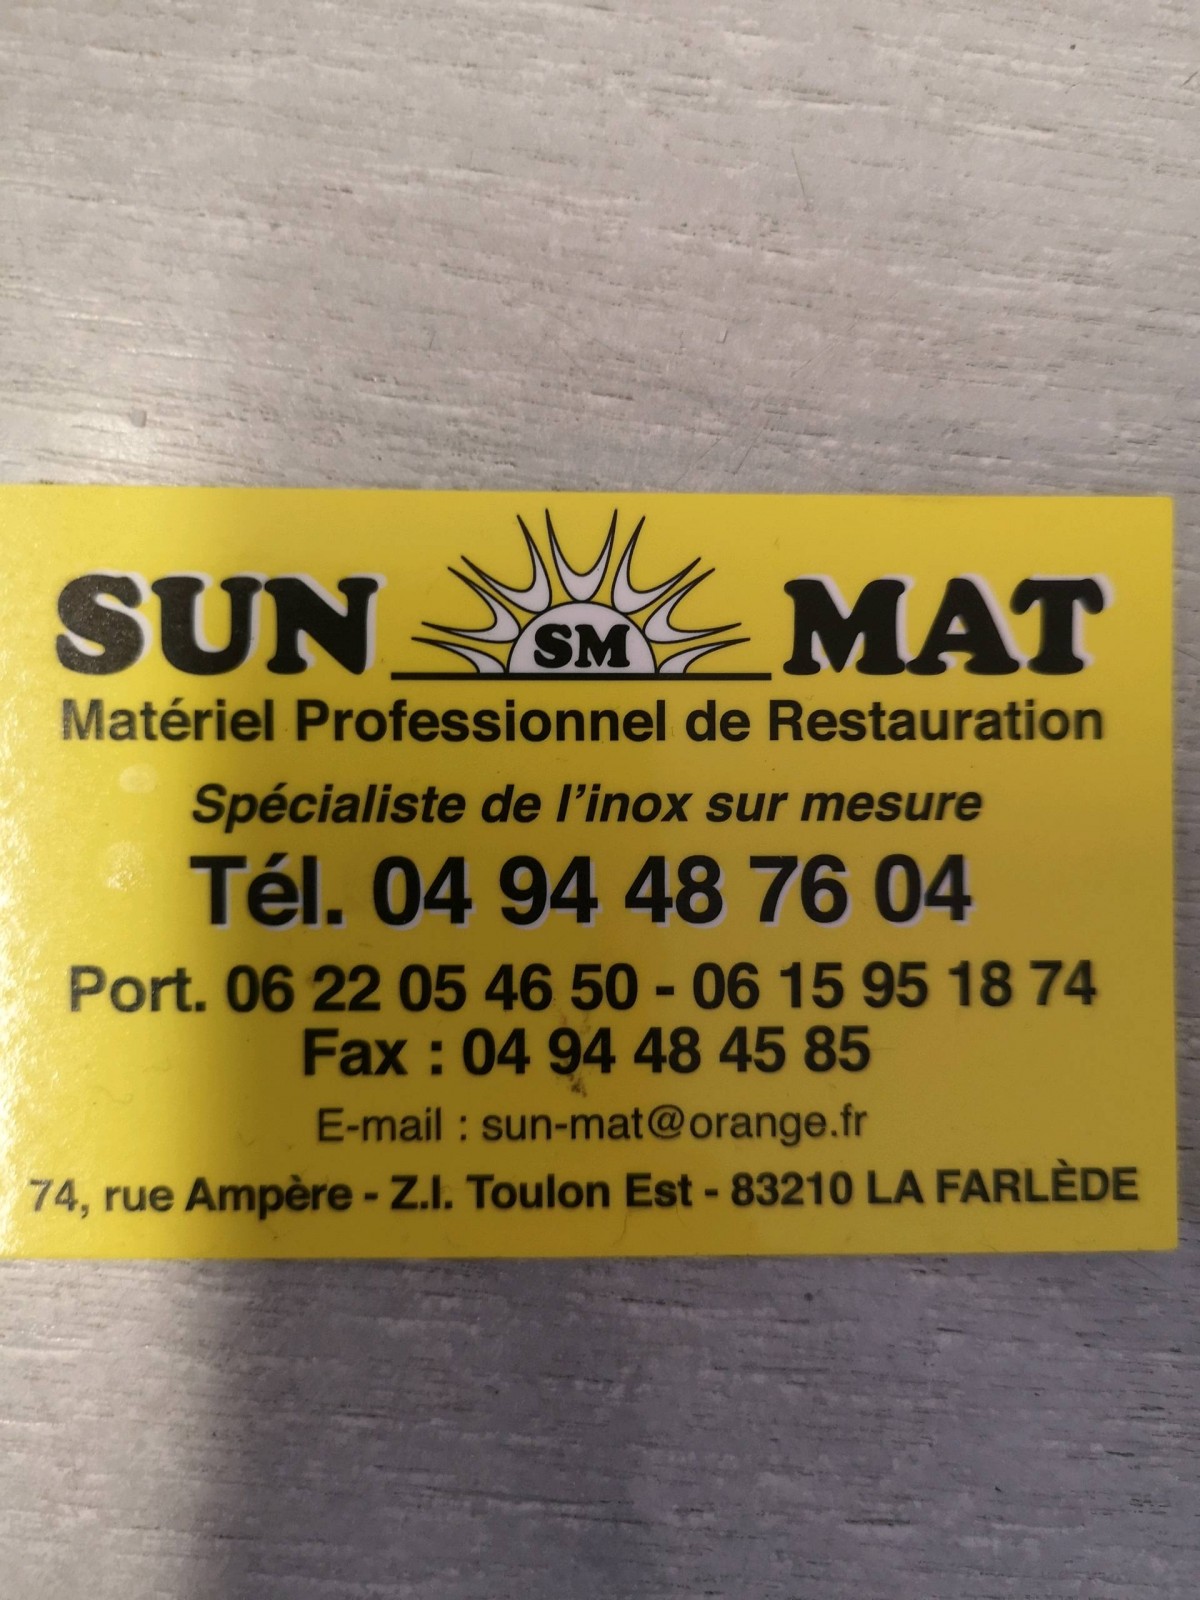 SUN SM MAT
Matériel Professionnel de Restauration
Spécialiste de l'inox sur mesure
Tél. 04 94 48 76 04
Port. 06 22 05 46 50 - 06 15 95 18 74
Fax : 04 94 48 45 85
E-mail : sun-mat@orange.fr
74, rue Ampère - Z.I. Toulon Est - 83210 LA FARLÈDE